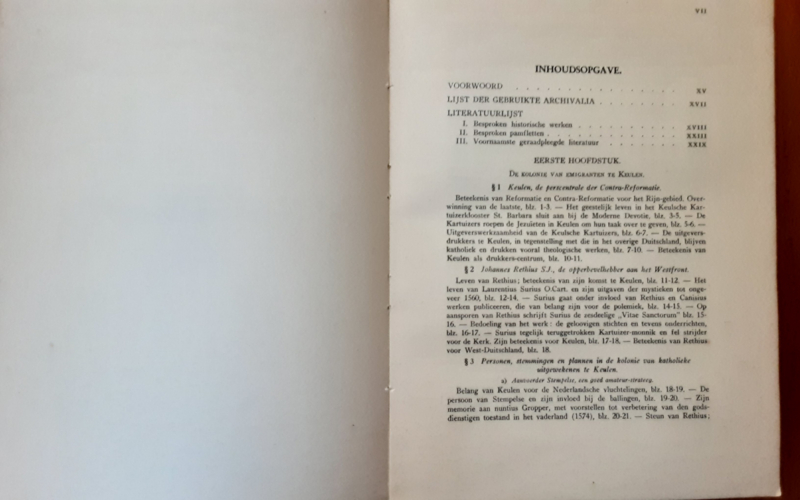 VII
INHOUDSOPGAVE.
VOORWOORD . . . . . . . . . . . . . . XV
LIJST DER GEBRUIKTE ARCHIVALIA . . . . . . . . XVII
LITERATUURLIJST
I. Besproken historische werken . . . . . . . . . XVIII
II. Besproken pamfletten . . . . . . . . . . . XXIII
III. Voornaamste geraadpleegde literatuur . . . . . . . XXIX
EERSTE HOOFDSTUK.
De kolonie van emigranten te Keulen.
§ 1 Keulen, de perscentrale der Contra-Reformatie.
Beteekenis van Reformatie en Contra-Reformatie voor het Rijn-gebied. Over-
winning van de laatste, blz. 1-3. — Het geestelijk leven in het Keulsche Kar-
tuizerklooster St. Barbara sluit aan bij de Moderne Devotie, blz. 3-5. — De
Kartuizers roepen de Jezuïeten in Keulen om hun taak over te geven, blz. 5-6. —
Uitgeverswerkzaamheid van de Keulsche Kartuizers, blz. 6-7. — De uitgevers-
drukkers te Keulen, in tegenstelling met die in het overige Duitschland, blijven
katholiek en drukken vooral theologische werken, blz. 7-10. — Beteekenis van
Keulen als drukkers-centrum, blz. 10-11.
§ 2 Johannes Rethius S.J., de opperbevelhebber aan het Westfront.
Leven van Rethius; beteekenis van zijn komst te Keulen, blz. 11-12. — Het
leven van Laurentius Surius O.Cart. en zijn uitgaven der mystieken tot onge-
veer 1560, blz. 12-14. — Surius gaat onder invloed van Rethius en Canisius
werken publiceeren, die van belang zijn voor de polemiek, blz. 14-15. — Op
aansporen van Rethius schrijft Surius de zesdeelige „Vitae Sanctorum" blz. 15-
16. — Bedoeling van het werk: de geloovigen stichten en tevens onderrichten,
blz. 16-17. — Surius tegelijk teruggetrokken Kartuizer-monnik en fel strijder
voor de Kerk. Zijn beteekenis voor Keulen, blz. 17-18. — Beteekenis van Rethius
voor West-Duitschland, blz. 18.
§ 3 Personen, stemmingen en plannen in de kolonie van katholieke
uitgewekenen te Keulen.
a) Anttoerder Stempelse, een goed amateur-strateeg.
Belang van Keulen voor de Nederlandsche vluchtelingen, blz. 18-19. — De
persoon van Stempelse en zijn invloed bij de ballingen, blz. 19-20. — Zijn
memorie aan nuntius Gropper, met voorstellen tot verbetering van den gods-
dienstigen toestand in het vaderland (1574), blz. 20-21. — Steun van Rethius;